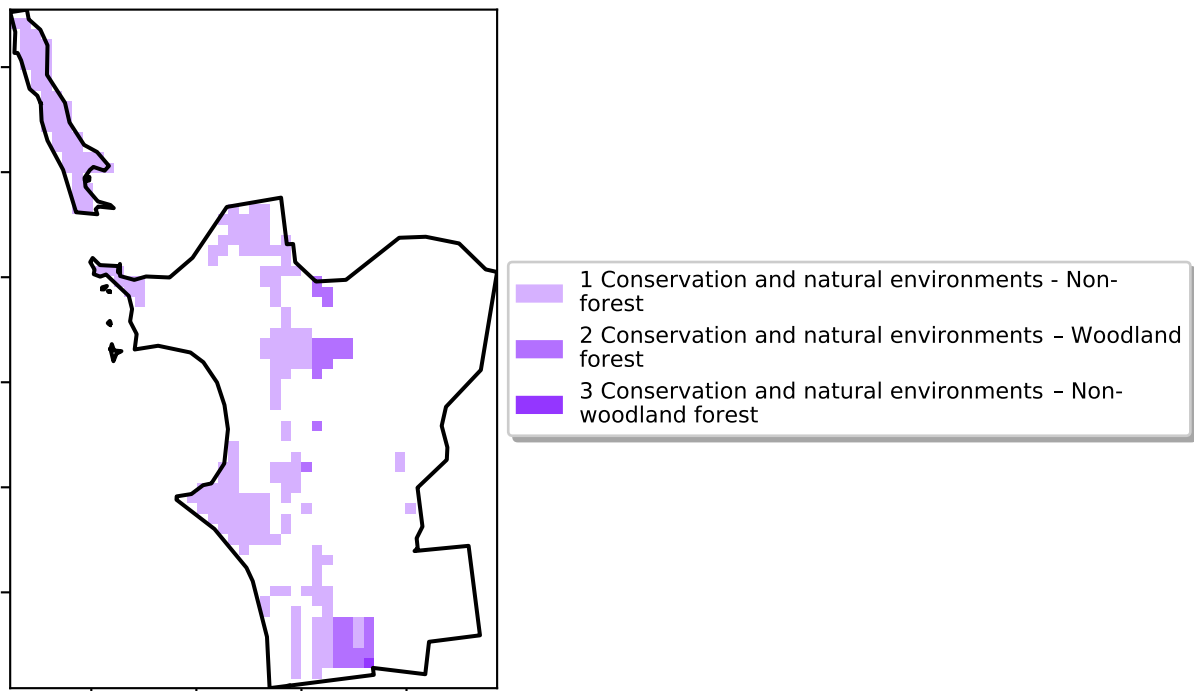 1 Conservation and natural environments - Non-
forest
2 Conservation and natural environments – Woodland
forest
3 Conservation and natural environments – Non-
woodland forest